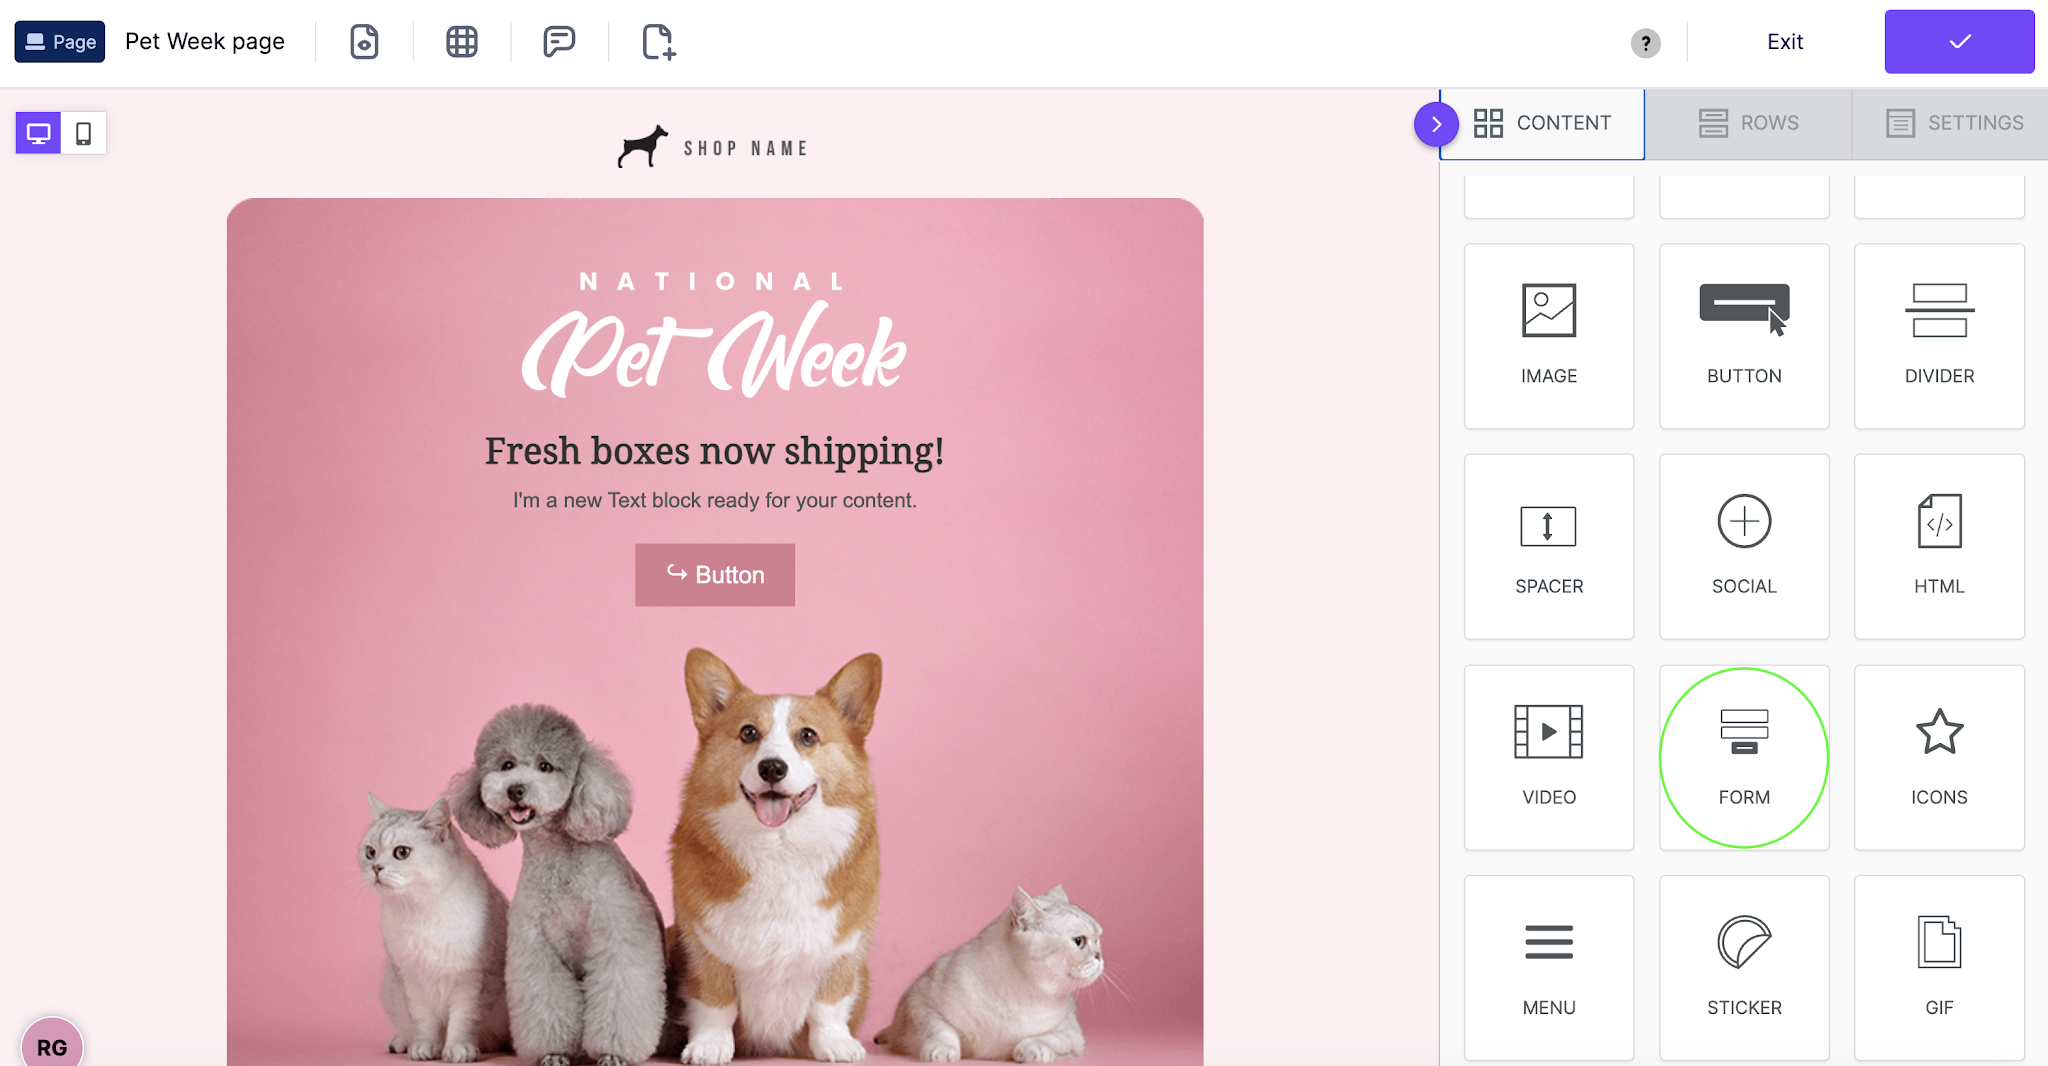 Page
Pet Week page
?
Exit
CONTENT
ROWS
SETTINGS
SHOP NAME
NATIONAL
Pet Week
Fresh boxes now shipping!
I'm a new Text block ready for your content.
↪ Button
IMAGE
BUTTON
DIVIDER
SPACER
SOCIAL
</>
HTML
VIDEO
FORM
ICONS
MENU
STICKER
GIF
RG